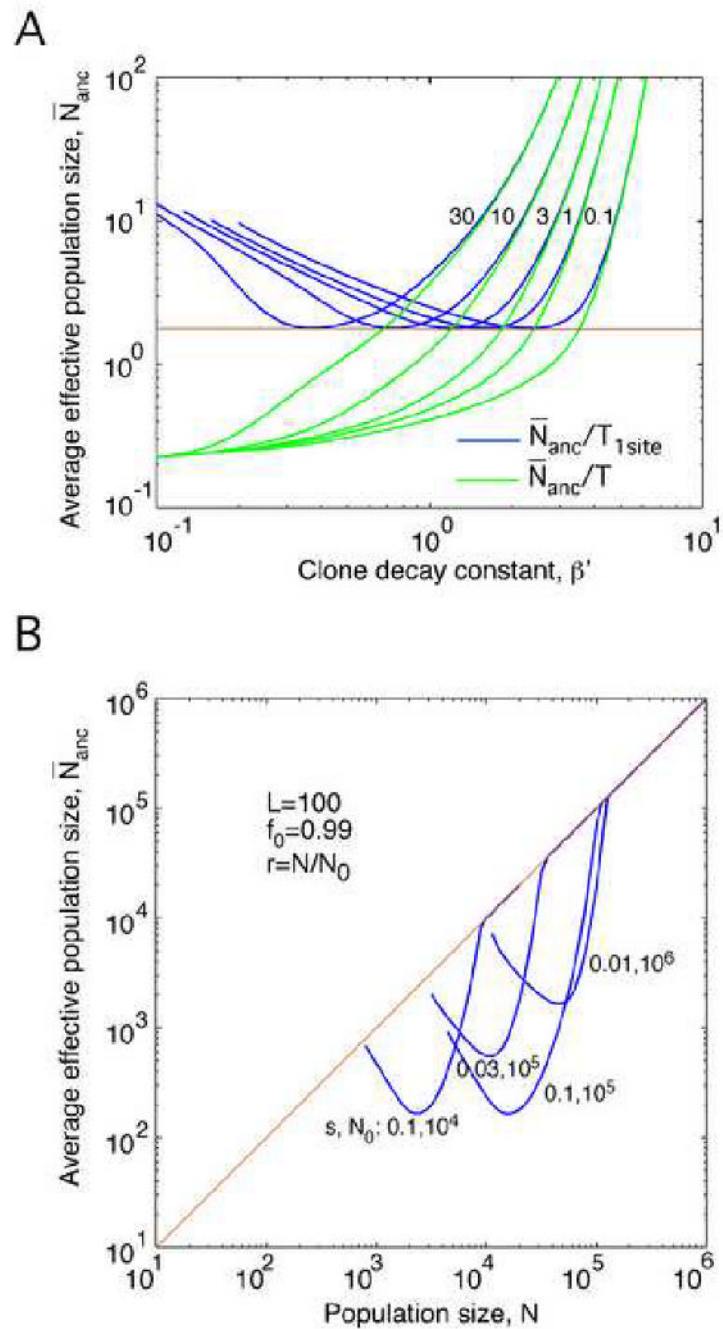 A
Average effective population size, N̅anc
10²
10¹
10⁰
10⁻¹
30 10 3 1 0.1
N̅anc/T1site
N̅anc/T
10⁻¹ 10⁰ 10¹
Clone decay constant, β'
B
Average effective population size, N̅anc
10⁶
10⁵
10⁴
10³
10²
10¹
L=100
f₀=0.99
r=N/N₀
0.01,10⁶
0.03,10⁵
0.1,10⁵
s, N₀: 0.1,10⁴
10¹ 10² 10³ 10⁴ 10⁵ 10⁶
Population size, N